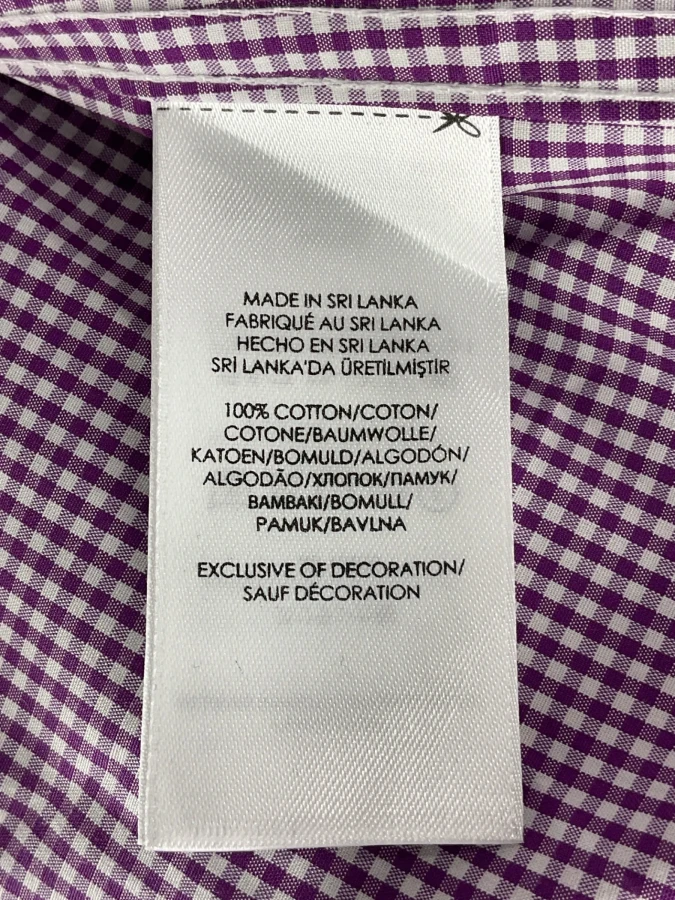 MADE IN SRI LANKA
FABRIQUÉ AU SRI LANKA
HECHO EN SRI LANKA
SRİ LANKA'DA ÜRETİLMİŞTİR
100% COTTON/COTON/
COTONE/BAUMWOLLE/
KATOEN/BOMULD/ALGODÓN/
ALGODÃO/ХЛОПОК/ПАМУК/
ΒΑΜΒΑΚΙ/BOMULL/
PAMUK/BAVLNA
EXCLUSIVE OF DECORATION/
SAUF DÉCORATION